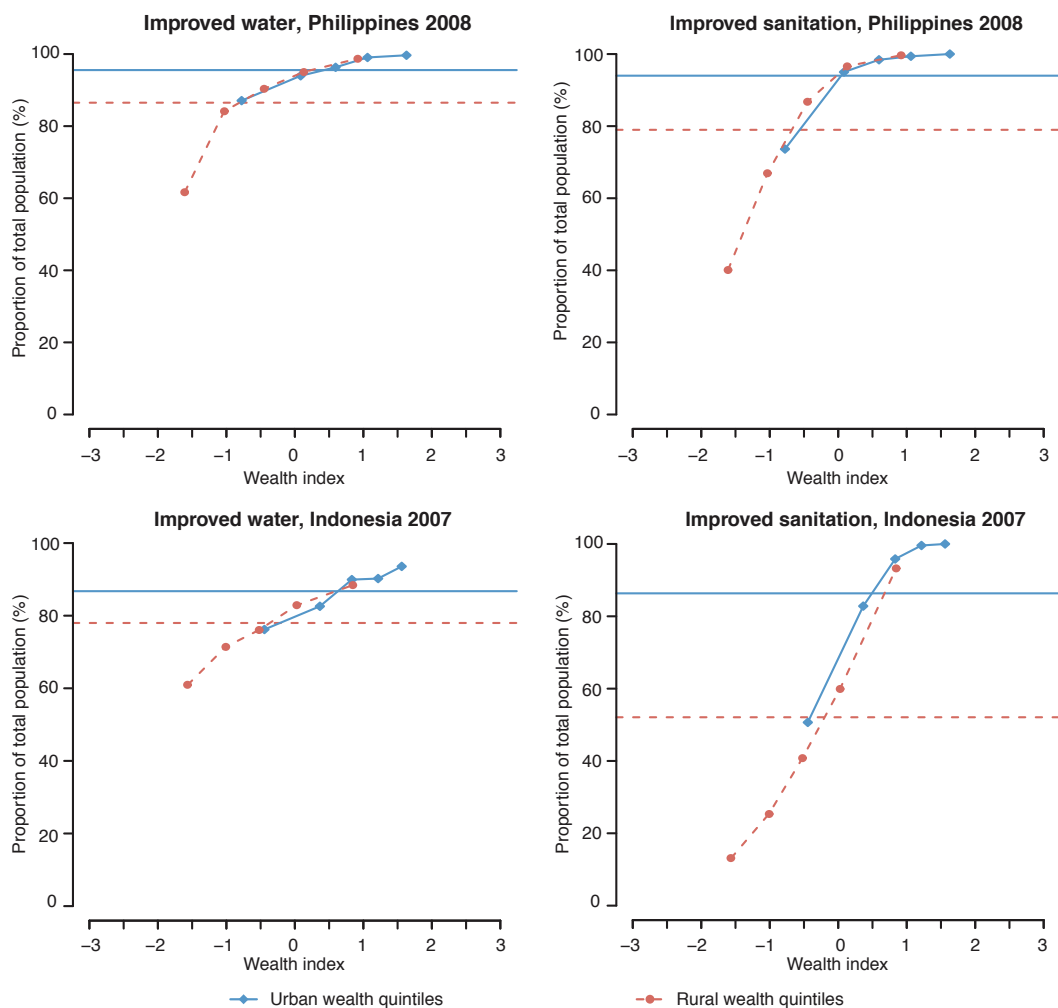 Improved water, Philippines 2008
Proportion of total population (%)
100
80
60
40
20
0
−3 −2 −1 0 1 2 3
Wealth index
Improved sanitation, Philippines 2008
Proportion of total population (%)
100
80
60
40
20
0
−3 −2 −1 0 1 2 3
Wealth index
Improved water, Indonesia 2007
Proportion of total population (%)
100
80
60
40
20
0
−3 −2 −1 0 1 2 3
Wealth index
Improved sanitation, Indonesia 2007
Proportion of total population (%)
100
80
60
40
20
0
−3 −2 −1 0 1 2 3
Wealth index
Urban wealth quintiles
Rural wealth quintiles